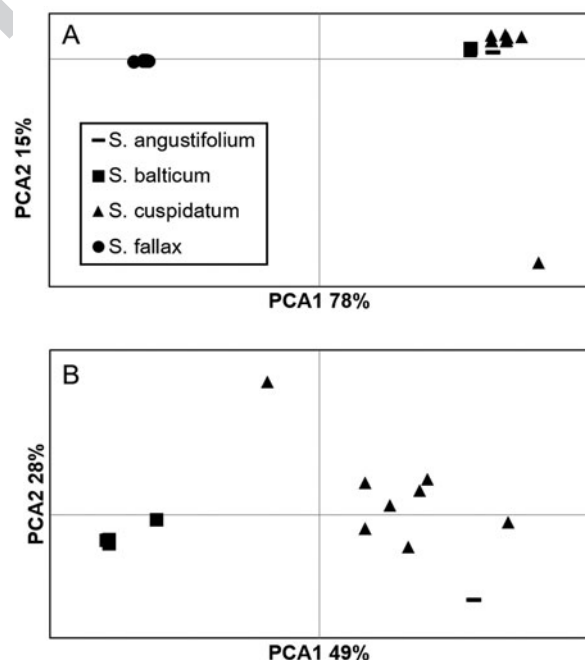 A
PCA2 15%
S. angustifolium
S. balticum
S. cuspidatum
S. fallax
PCA1 78%
B
PCA2 28%
PCA1 49%